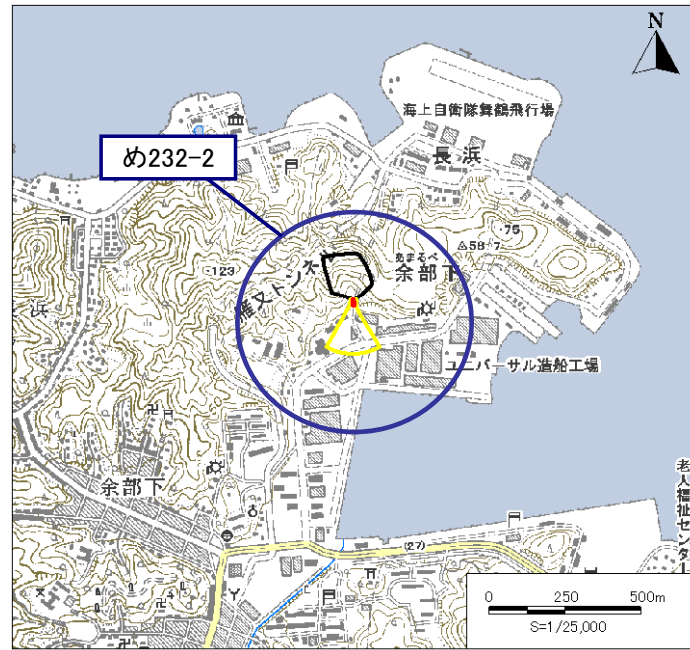 N
海上自衛隊舞鶴飛行場
長浜
め232-2
・75
△58・7
あまるべ
余部下
・123
雁又トンネル
浜
ユニバーサル造船工場
余部下
老人福祉センター
(27)
0 250 500m
S=1/25,000